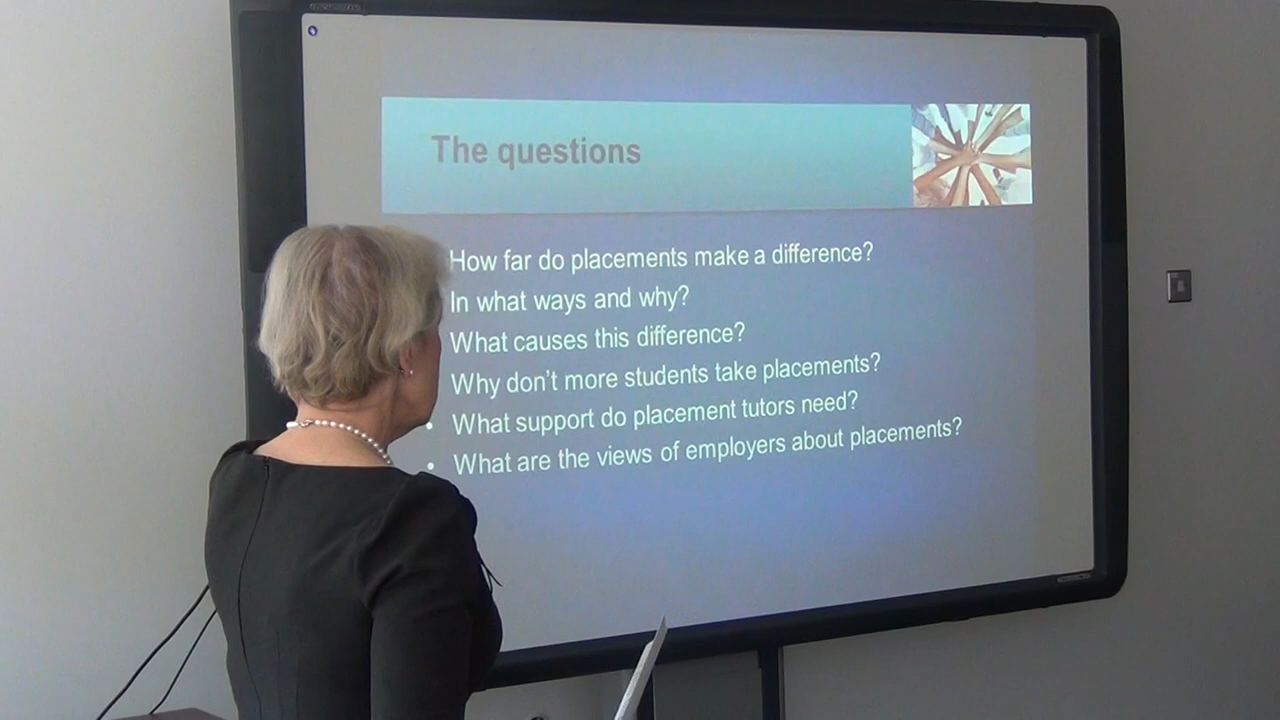 The questions
How far do placements make a difference?
In what ways and why?
What causes this difference?
Why don't more students take placements?
• What support do placement tutors need?
• What are the views of employers about placements?